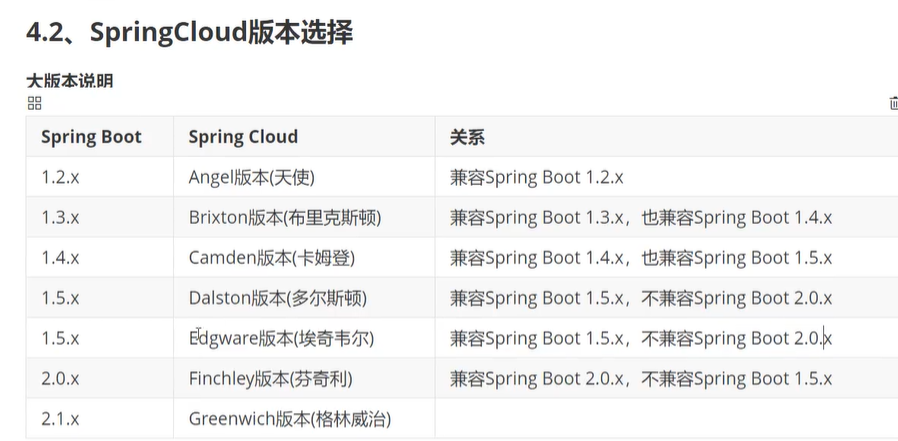 4.2、SpringCloud版本选择
大版本说明
Spring Boot Spring Cloud 关系
1.2.x Angel版本(天使) 兼容Spring Boot 1.2.x
1.3.x Brixton版本(布里克斯顿) 兼容Spring Boot 1.3.x，也兼容Spring Boot 1.4.x
1.4.x Camden版本(卡姆登) 兼容Spring Boot 1.4.x，也兼容Spring Boot 1.5.x
1.5.x Dalston版本(多尔斯顿) 兼容Spring Boot 1.5.x，不兼容Spring Boot 2.0.x
1.5.x Edgware版本(埃奇韦尔) 兼容Spring Boot 1.5.x，不兼容Spring Boot 2.0.x
2.0.x Finchley版本(芬奇利) 兼容Spring Boot 2.0.x，不兼容Spring Boot 1.5.x
2.1.x Greenwich版本(格林威治)